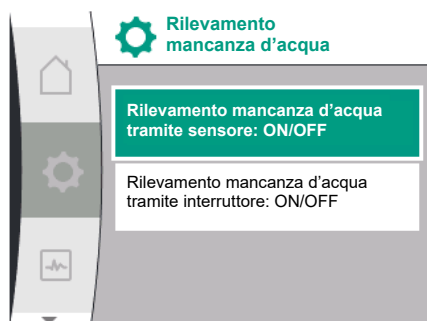 Rilevamento
mancanza d'acqua
Rilevamento mancanza d'acqua
tramite sensore: ON/OFF
Rilevamento mancanza d'acqua
tramite interruttore: ON/OFF